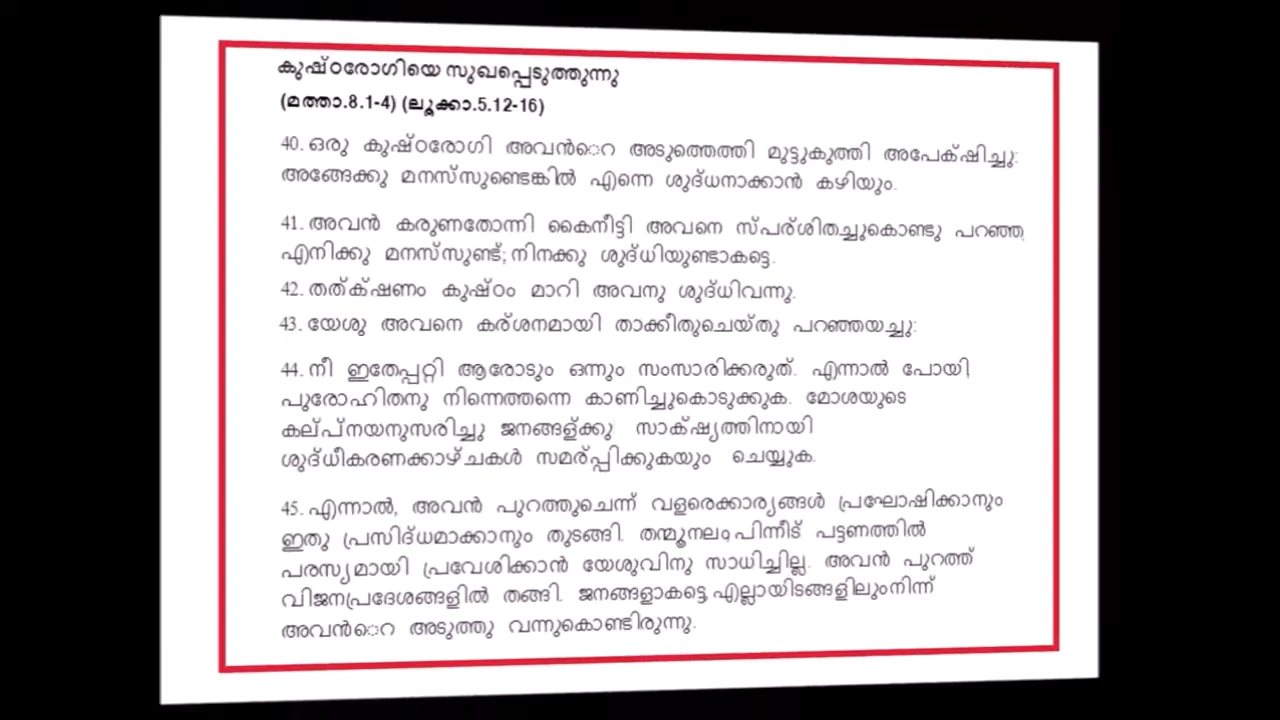 കുഷ്ഠരോഗിയെ സുഖപ്പെടുത്തുന്നു
(മത്താ.8.1-4) (ലൂക്കാ.5.12-16)
40. ഒരു കുഷ്ഠരോഗി അവൻെറ അടുത്തെത്തി മുട്ടുകുത്തി അപേക്ഷിച്ചു:
അങ്ങേക്കു മനസ്സുണ്ടെങ്കിൽ എന്നെ ശുദ്ധനാക്കാൻ കഴിയും.
41. അവൻ കരുണതോന്നി കൈനീട്ടി അവനെ സ്പർശിതച്ചുകൊണ്ടു പറഞ്ഞു,
എനിക്കു മനസ്സുണ്ട്; നിനക്കു ശുദ്ധിയുണ്ടാകട്ടെ.
42. തത്ക്ഷണം കുഷ്ഠം മാറി അവനു ശുദ്ധിവന്നു.
43. യേശു അവനെ കർശനമായി താക്കീതുചെയ്തു പറഞ്ഞയച്ചു:
44. നീ ഇതേപ്പറ്റി ആരോടും ഒന്നും സംസാരിക്കരുത്. എന്നാൽ പോയി,
പുരോഹിതനു നിന്നെത്തന്നെ കാണിച്ചുകൊടുക്കുക. മോശയുടെ
കല്പ്നയനുസരിച്ചു ജനങ്ങള്ക്കു സാക്ഷ്യത്തിനായി
ശുദ്ധീകരണക്കാഴ്ചകൾ സമർപ്പിക്കുകയും ചെയ്യുക.
45. എന്നാൽ, അവൻ പുറത്തുചെന്ന് വളരെക്കാര്യങ്ങൾ പ്രഘോഷിക്കാനും
ഇതു പ്രസിദ്ധമാക്കാനും തുടങ്ങി. തന്മൂനലം, പിന്നീട് പട്ടണത്തിൽ
പരസ്യമായി പ്രവേശിക്കാൻ യേശുവിനു സാധിച്ചില്ല. അവൻ പുറത്ത്
വിജനപ്രദേശങ്ങളിൽ തങ്ങി. ജനങ്ങളാകട്ടെ, എല്ലായിടങ്ങളിലുംനിന്ന്
അവൻെറ അടുത്തു വന്നുകൊണ്ടിരുന്നു.